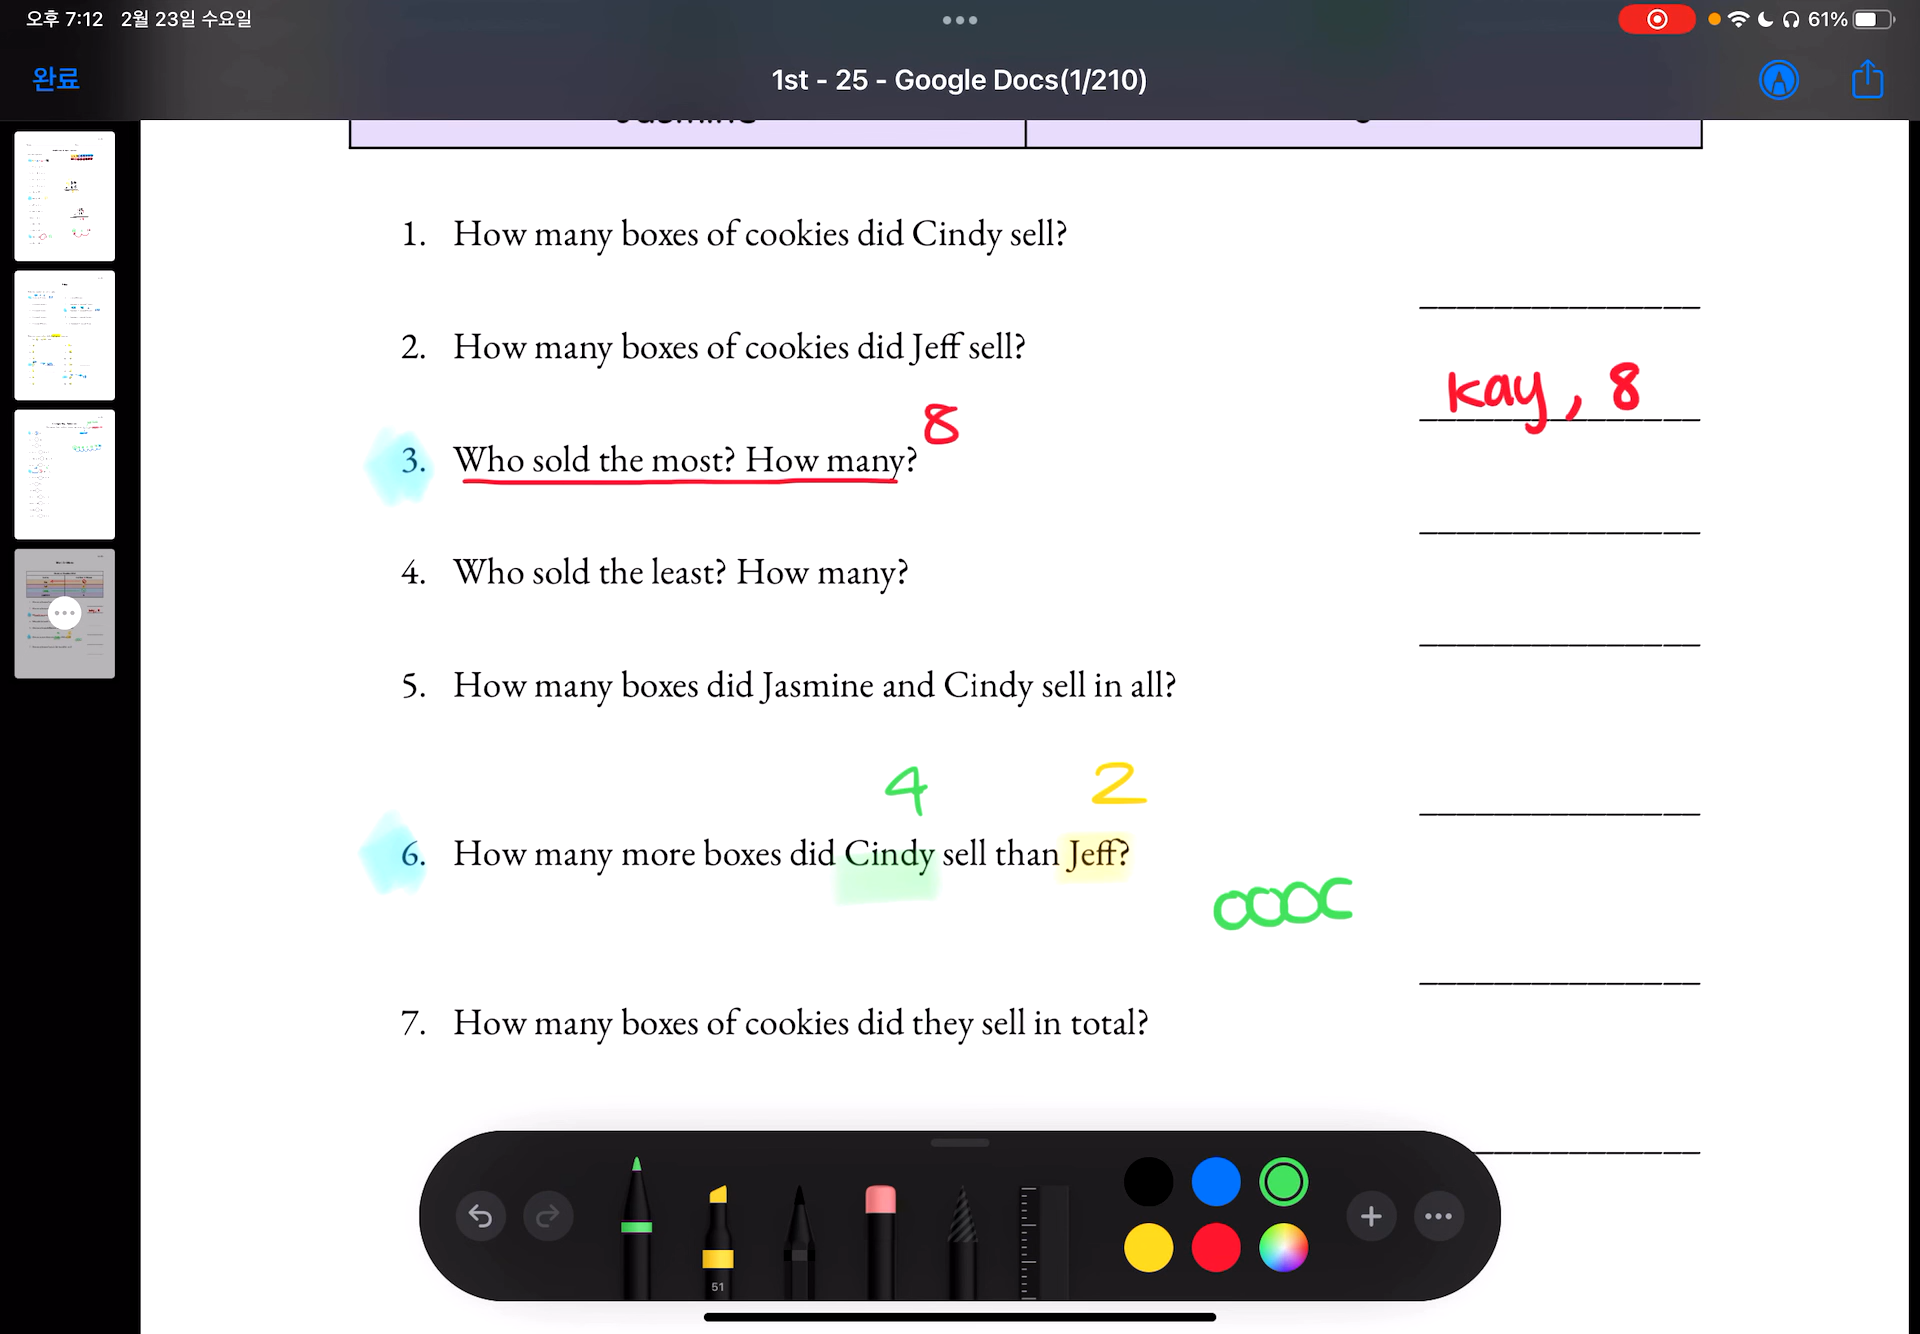 오후 7:12 2월 23일 수요일
61%
완료
1st - 25 - Google Docs(1/210)
1. How many boxes of cookies did Cindy sell?
2. How many boxes of cookies did Jeff sell?
kay, 8
8
3. Who sold the most? How many?
4. Who sold the least? How many?
5. How many boxes did Jasmine and Cindy sell in all?
4 2
6. How many more boxes did Cindy sell than Jeff?
7. How many boxes of cookies did they sell in total?
51